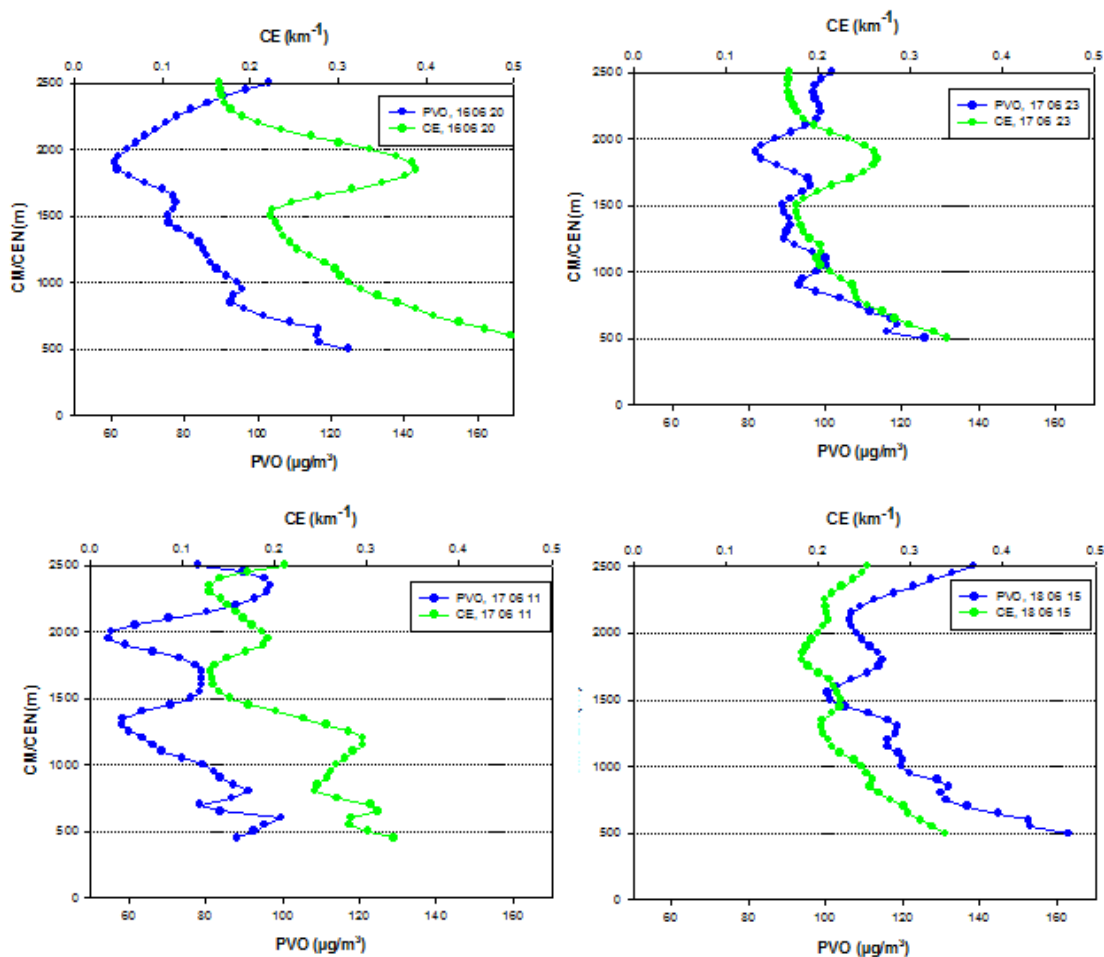 CE (km-1)
0.0 0.1 0.2 0.3 0.4 0.5
2500
2000
1500
1000
500
0
CM/CEN(m)
PVO, 16 06 20
CE, 16 06 20
60 80 100 120 140 160
PVO (µg/m³)
CE (km-1)
0.0 0.1 0.2 0.3 0.4 0.5
2500
2000
1500
1000
500
0
PVO, 17 06 23
CE, 17 06 23
60 80 100 120 140 160
PVO (µg/m³)
CE (km-1)
0.0 0.1 0.2 0.3 0.4 0.5
2500
2000
1500
1000
500
0
CM/CEN(m)
PVO, 17 06 11
CE, 17 06 11
60 80 100 120 140 160
PVO (µg/m³)
CE (km-1)
0.0 0.1 0.2 0.3 0.4 0.5
2500
2000
1500
1000
500
0
PVO, 18 06 15
CE, 18 06 15
60 80 100 120 140 160
PVO (µg/m³)